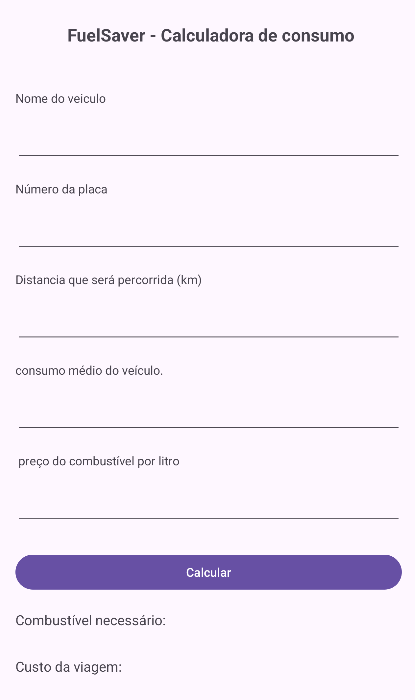 FuelSaver - Calculadora de consumo
Nome do veiculo
Número da placa
Distancia que será percorrida (km)
consumo médio do veículo.
preço do combustível por litro
Calcular
Combustível necessário:
Custo da viagem: